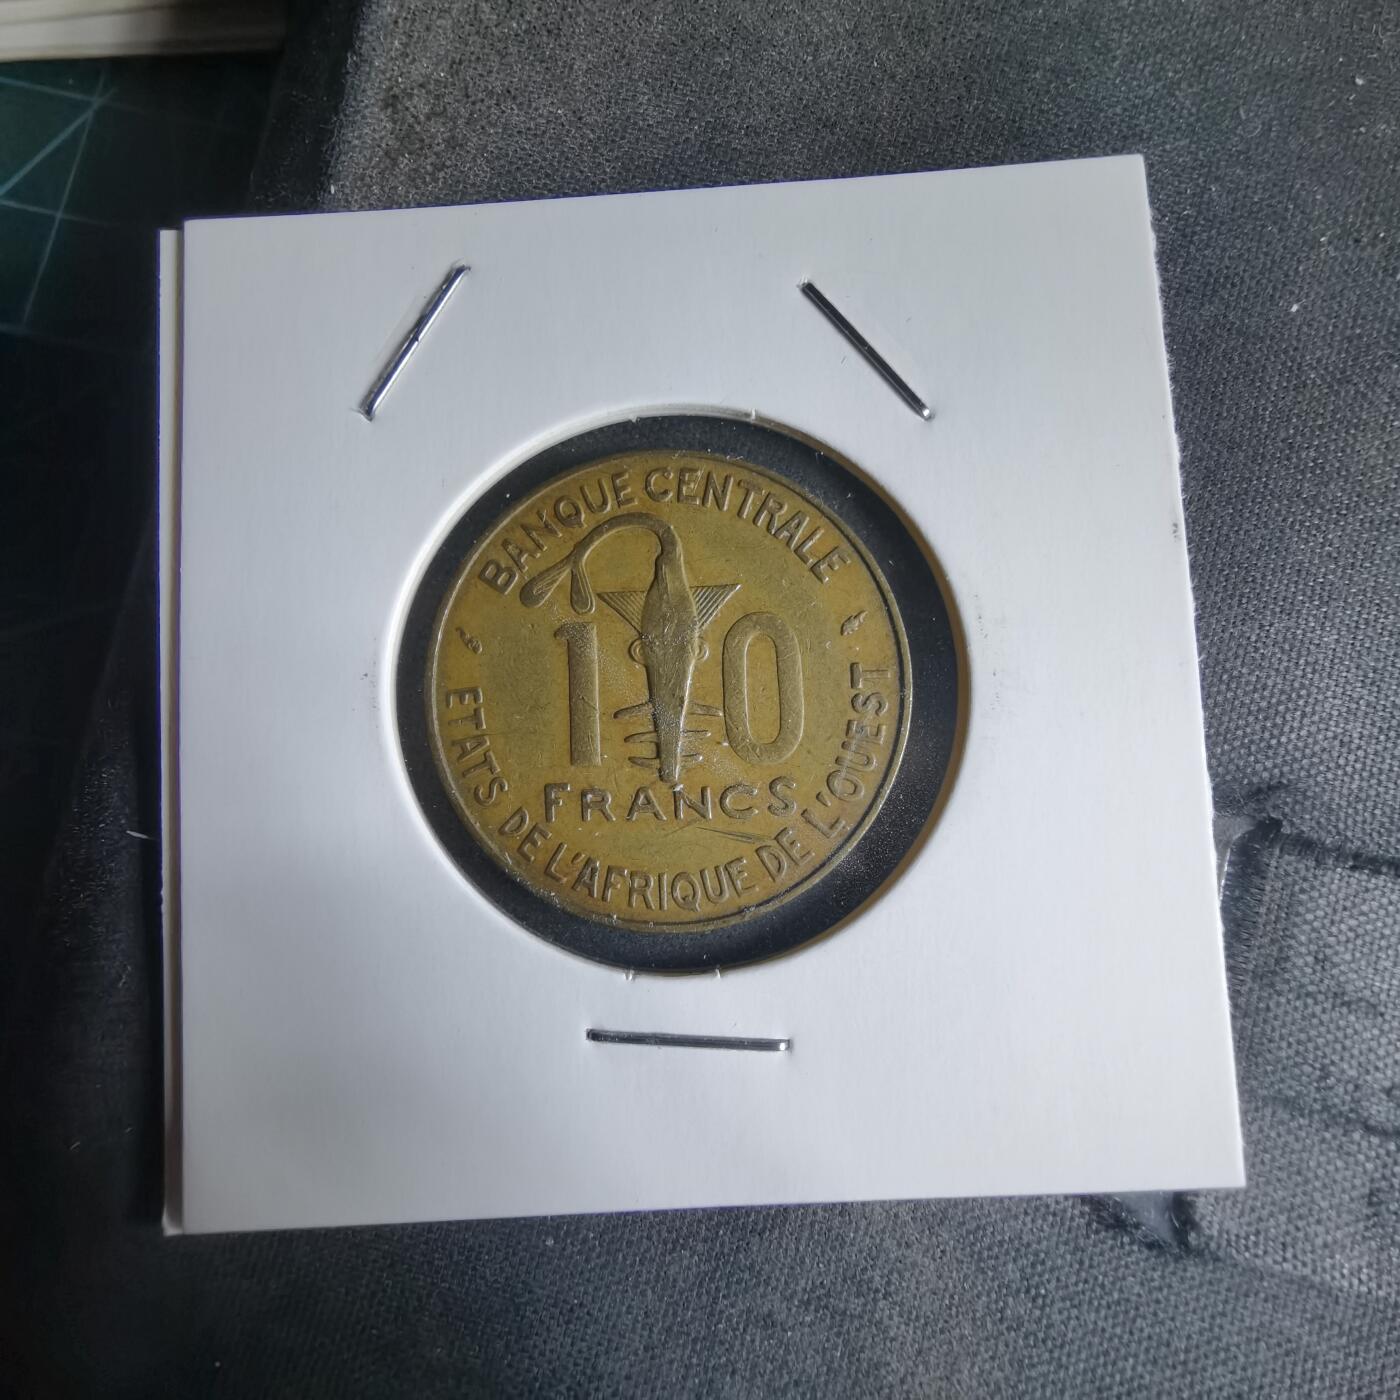 BANQUE CENTRALE
10
FRANCS
ETATS DE L'AFRIQUE DE L'OUEST